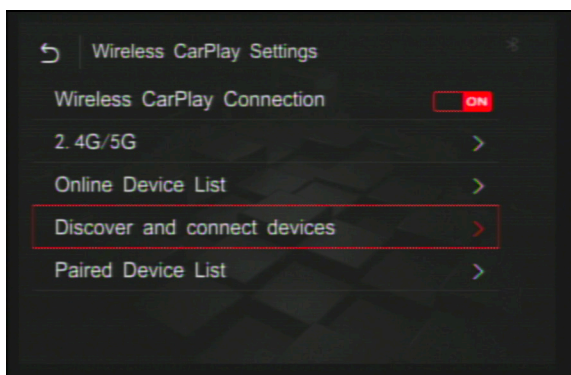 Wireless CarPlay Settings
Wireless CarPlay Connection ON
2.4G/5G
Online Device List
Discover and connect devices
Paired Device List